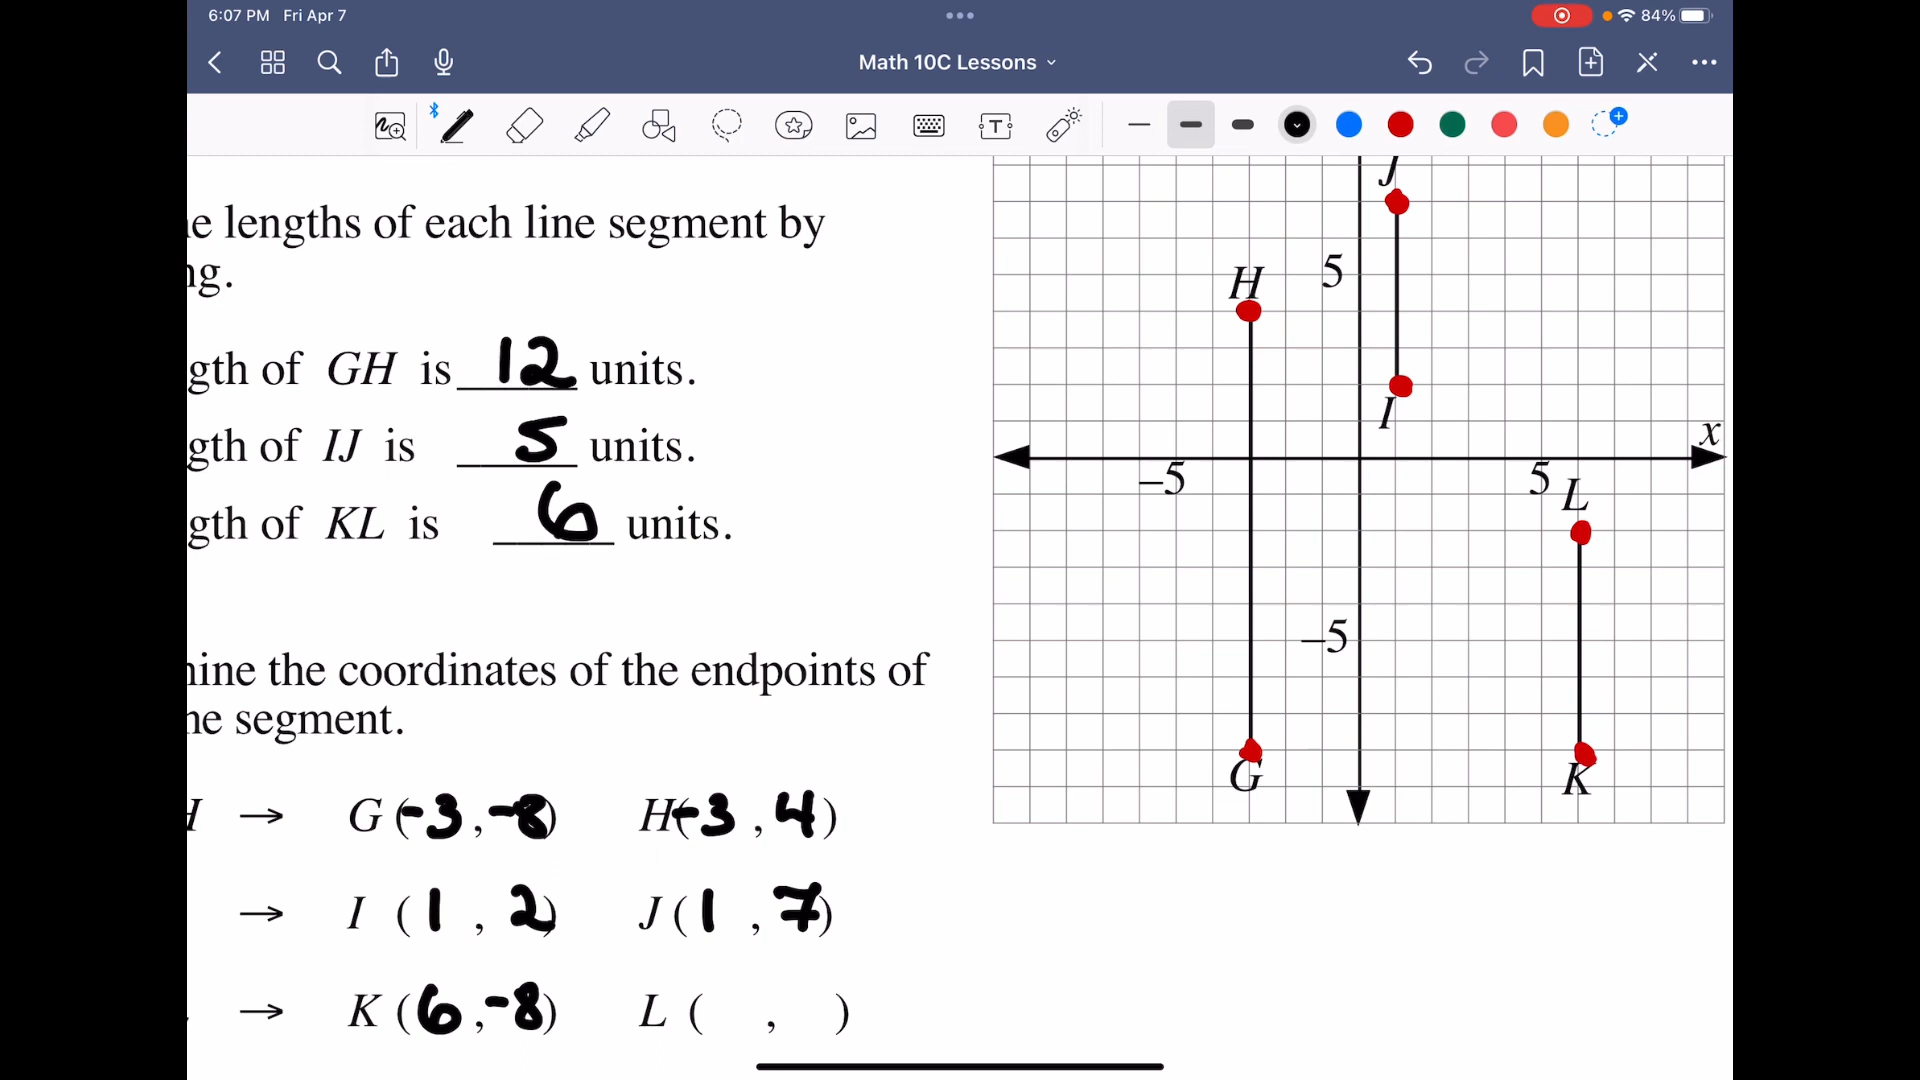 6:07 PM Fri Apr 7
84%
Math 10C Lessons
T
e lengths of each line segment by
ng.
gth of GH is 12 units.
gth of IJ is 5 units.
gth of KL is 6 units.
nine the coordinates of the endpoints of
ne segment.
H → G (-3, -8) H(-3, 4)
→ I (1, 2) J (1, 7)
→ K (6, -8) L ( , )
J
H
5
I
x
–5
5
L
–5
G
K